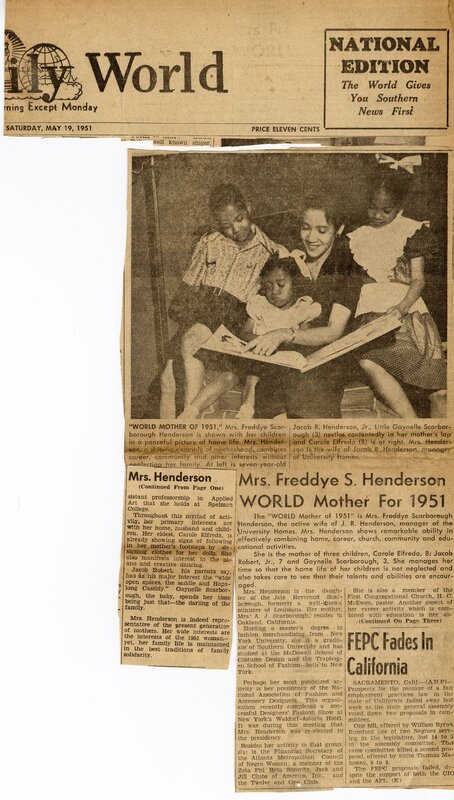 ily World
rning Except Monday
NATIONAL
EDITION
The World Gives
You Southern
News First
SATURDAY, MAY 19, 1951
PRICE ELEVEN CENTS
well known singer
"WORLD MOTHER OF 1951," Mrs. Freddye Scar-
borough Henderson is shown with her children
in a peaceful picture of home life. Mrs. Hender-
son, a shining example of motherhood, combines
career, community and other interests without
neglecting her family. At left is seven-year-old
Jacob R. Henderson, Jr., Little Gaynelle Scarbor-
ough (3) nestles contentedly in her mother's lap
and Carole Elfreda (8) is at right. Mrs. Hender-
son is the wife of Jacob R. Henderson, manager
of University Homes.
Mrs. Henderson
(Continued From Page One)
sistant professorship in Applied
Art that she holds at Spelman
College.
Throughout this myriad of act-
ivity, her primary interests are
with her home, husband and child-
ren. Her eldest, Carole Elfreda, is
already showing signs of following
in her mother's footsteps by de-
signing clothes for her dolls, but
also manifests interest in the pi-
ano and creative dancing.
Jacob Robert, his parents say,
has as his major interest the "wide
open spaces, the saddle and Hopa-
long Cassidy." Gaynelle Scarbor-
ough, the baby, spends her time
being just that—the darling of the
family.
Mrs. Henderson is indeed repre-
sentative of the present generation
of mothers. Her wide interests are
the interests of the 1951 woman—
yet, her family life is maintained
in the best traditions of family
solidarity.
Mrs. Freddye S. Henderson
WORLD Mother For 1951
The "WORLD Mother of 1951" is Mrs. Freddye Scarborough
Henderson, the active wife of J. R. Henderson, manager of the
University Homes. Mrs. Henderson shows remarkable ability in
effectively combining home, career, church, community and edu-
cational activities.
She is the mother of three children, Carole Elfreda, 8; Jacob
Robert, Jr., 7 and Gaynelle Scarborough, 3. She manages her
time so that the home life of her children is not neglected and
also takes care to see that their talents and abilities are encour-
aged.
Mrs. Henderson is the daugh-
ter of the late Bertrand Scar-
borough, formerly a well-known
minister of Louisiana. Her mother,
Mrs. A. J. Scarborough, resides in
Oakland, California.
Holding a master's degree in
fashion merchandising from New
York University, she is a gradu-
ate of Southern University and has
studied at the McDowell School of
Costume Design and the Traphag-
en School of Fashion—both in New
York.
Perhaps her most publicized act-
ivity is her presidency of the Na-
tional Association of Fashion and
Accessory Designers. This organi-
zation recently completed a suc-
cessful Designers' Fashion Show at
New York's Waldorf-Astoria Hotel.
It was during this meeting that
Mrs. Henderson was re-elected to
the presidency.
Besides her activity in that group,
she is the Financial Secretary of
the Atlanta Metropolitan Council
of Negro Women, a member of the
Zeta Phi Beta Sorority, Jack and
Jill Clubs of America, Inc.,
the Twelve and One Club.
She is also a member of the
First Congregational Church, H. C.
McEwen, pastor. Another phase of
her career activity which is com-
bined with education is her as-
(Continued On Page Three)
FEPC Fades In
California
SACRAMENTO, Calif—(ANP)—
Prospects for the passage of a fair
employment practices law in the
state of California faded away last
week as the state general assembly
voted down two proposals in com-
mittees.
One bill, offered by William Byron
Rumford (one of two Negroes serv-
ing in the legislature, lost 14 to 8
in the assembly committee. The
same committee killed a second pro-
posal, offered by white Thomas Ma-
loney, 9 to 8.
The FEPC proposals failed, de-
spite the support of both the CIO
and the AFL. (K)